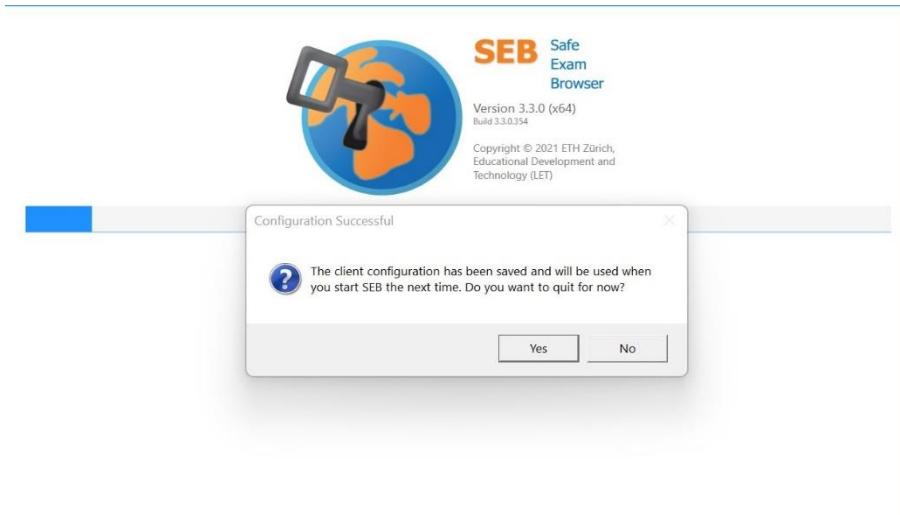 SEB
Safe
Exam
Browser
Version 3.3.0 (x64)
Build 3.3.0.354
Copyright © 2021 ETH Zürich,
Educational Development and
Technology (LET)
Configuration Successful
The client configuration has been saved and will be used when
you start SEB the next time. Do you want to quit for now?
Yes
No